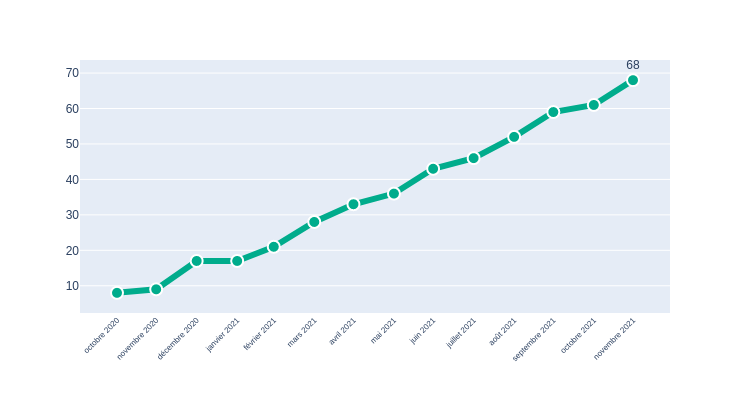 68
70
60
50
40
30
20
10
octobre 2020
novembre 2020
décembre 2020
janvier 2021
février 2021
mars 2021
avril 2021
mai 2021
juin 2021
juillet 2021
août 2021
septembre 2021
octobre 2021
novembre 2021